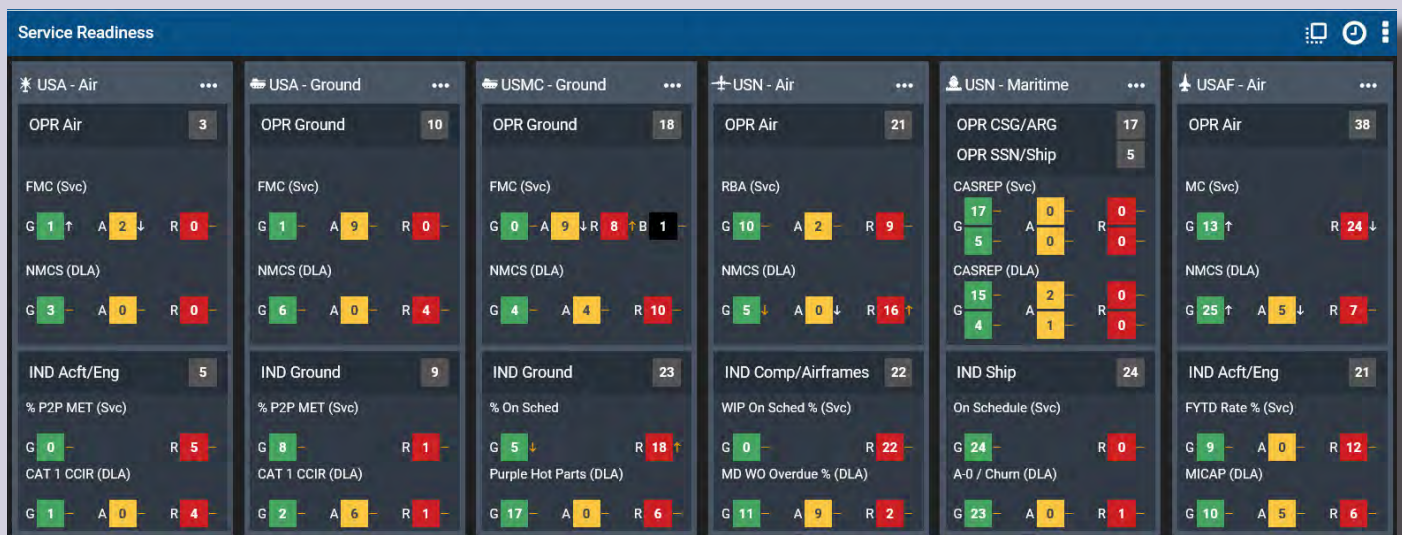 Service Readiness
USA - Air ••• USA - Ground ••• USMC - Ground ••• USN - Air ••• USN - Maritime ••• USAF - Air •••
OPR Air 3 OPR Ground 10 OPR Ground 18 OPR Air 21 OPR CSG/ARG 17 OPR Air 38
OPR SSN/Ship 5
FMC (Svc) FMC (Svc) FMC (Svc) RBA (Svc) CASREP (Svc) MC (Svc)
G 1 ↑ A 2 ↓ R 0 – G 1 – A 9 – R 0 – G 0 – A 9 ↓ R 8 ↑ B 1 – G 10 – A 2 – R 9 – G 17 – A 0 – R 0 – G 13 ↑ R 24 ↓
5 – 0 – 0 –
NMCS (DLA) NMCS (DLA) NMCS (DLA) NMCS (DLA) CASREP (DLA) NMCS (DLA)
G 3 – A 0 – R 0 – G 6 – A 0 – R 4 – G 4 – A 4 – R 10 – G 5 ↓ A 0 ↓ R 16 ↑ G 15 – A 2 – R 0 – G 25 ↑ A 5 ↓ R 7 –
4 – 1 – 0 –
IND Acft/Eng 5 IND Ground 9 IND Ground 23 IND Comp/Airframes 22 IND Ship 24 IND Acft/Eng 21
% P2P MET (Svc) % P2P MET (Svc) % On Sched WIP On Sched % (Svc) On Schedule (Svc) FYTD Rate % (Svc)
G 0 – R 5 – G 8 – R 1 – G 5 ↓ R 18 ↑ G 0 – R 22 – G 24 – R 0 – G 9 – A 0 – R 12 –
CAT 1 CCIR (DLA) CAT 1 CCIR (DLA) Purple Hot Parts (DLA) MD WO Overdue % (DLA) A-0 / Churn (DLA) MICAP (DLA)
G 1 – A 0 – R 4 – G 2 – A 6 – R 1 – G 17 – A 0 – R 6 – G 11 – A 9 – R 2 – G 23 – A 0 – R 1 – G 10 – A 5 – R 6 –